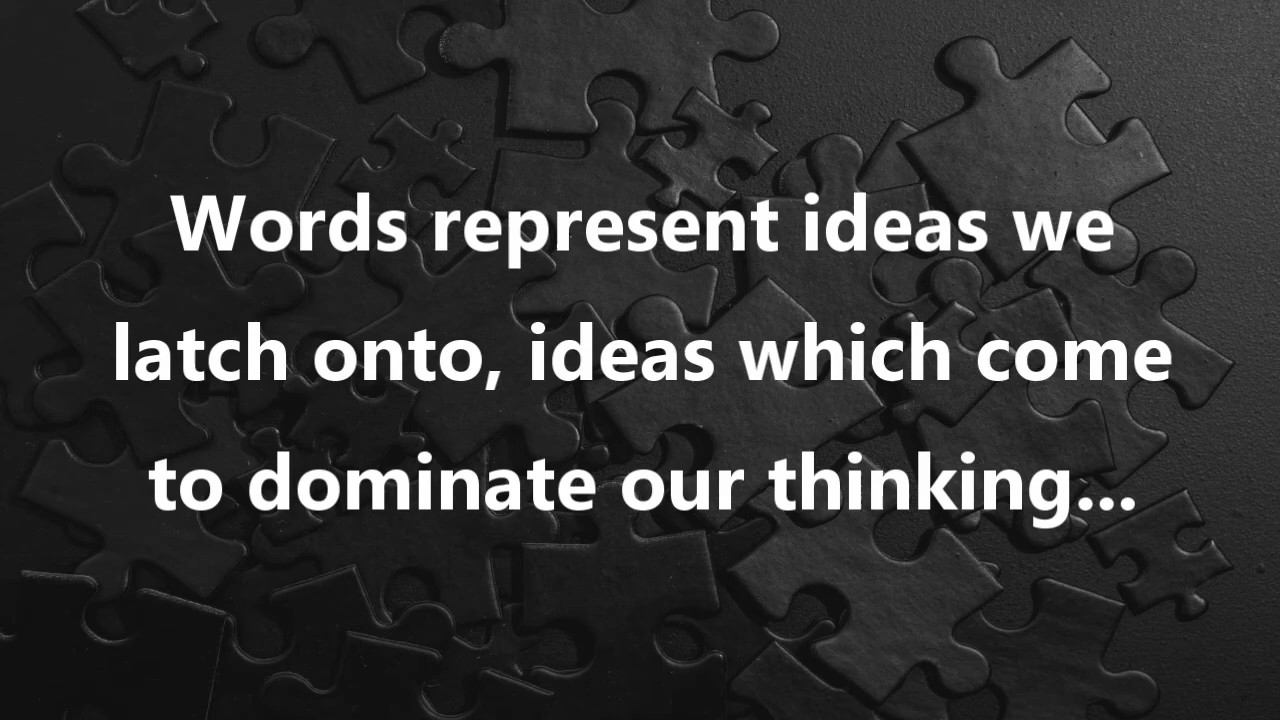 Words represent ideas we
latch onto, ideas which come
to dominate our thinking...